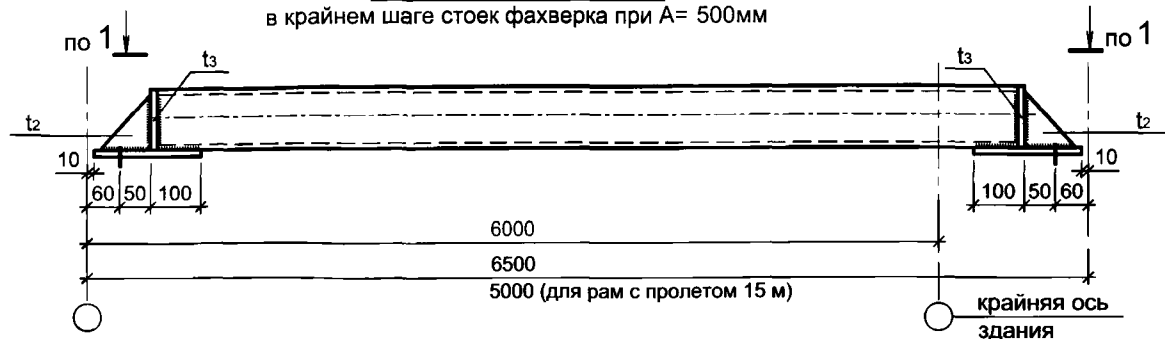 в крайнем шаге стоек фахверка при А= 500мм
по 1
по 1
t3
t3
t2
t2
10
60
50
100
100
50
60
10
6000
6500
5000 (для рам с пролетом 15 м)
крайняя ось
здания